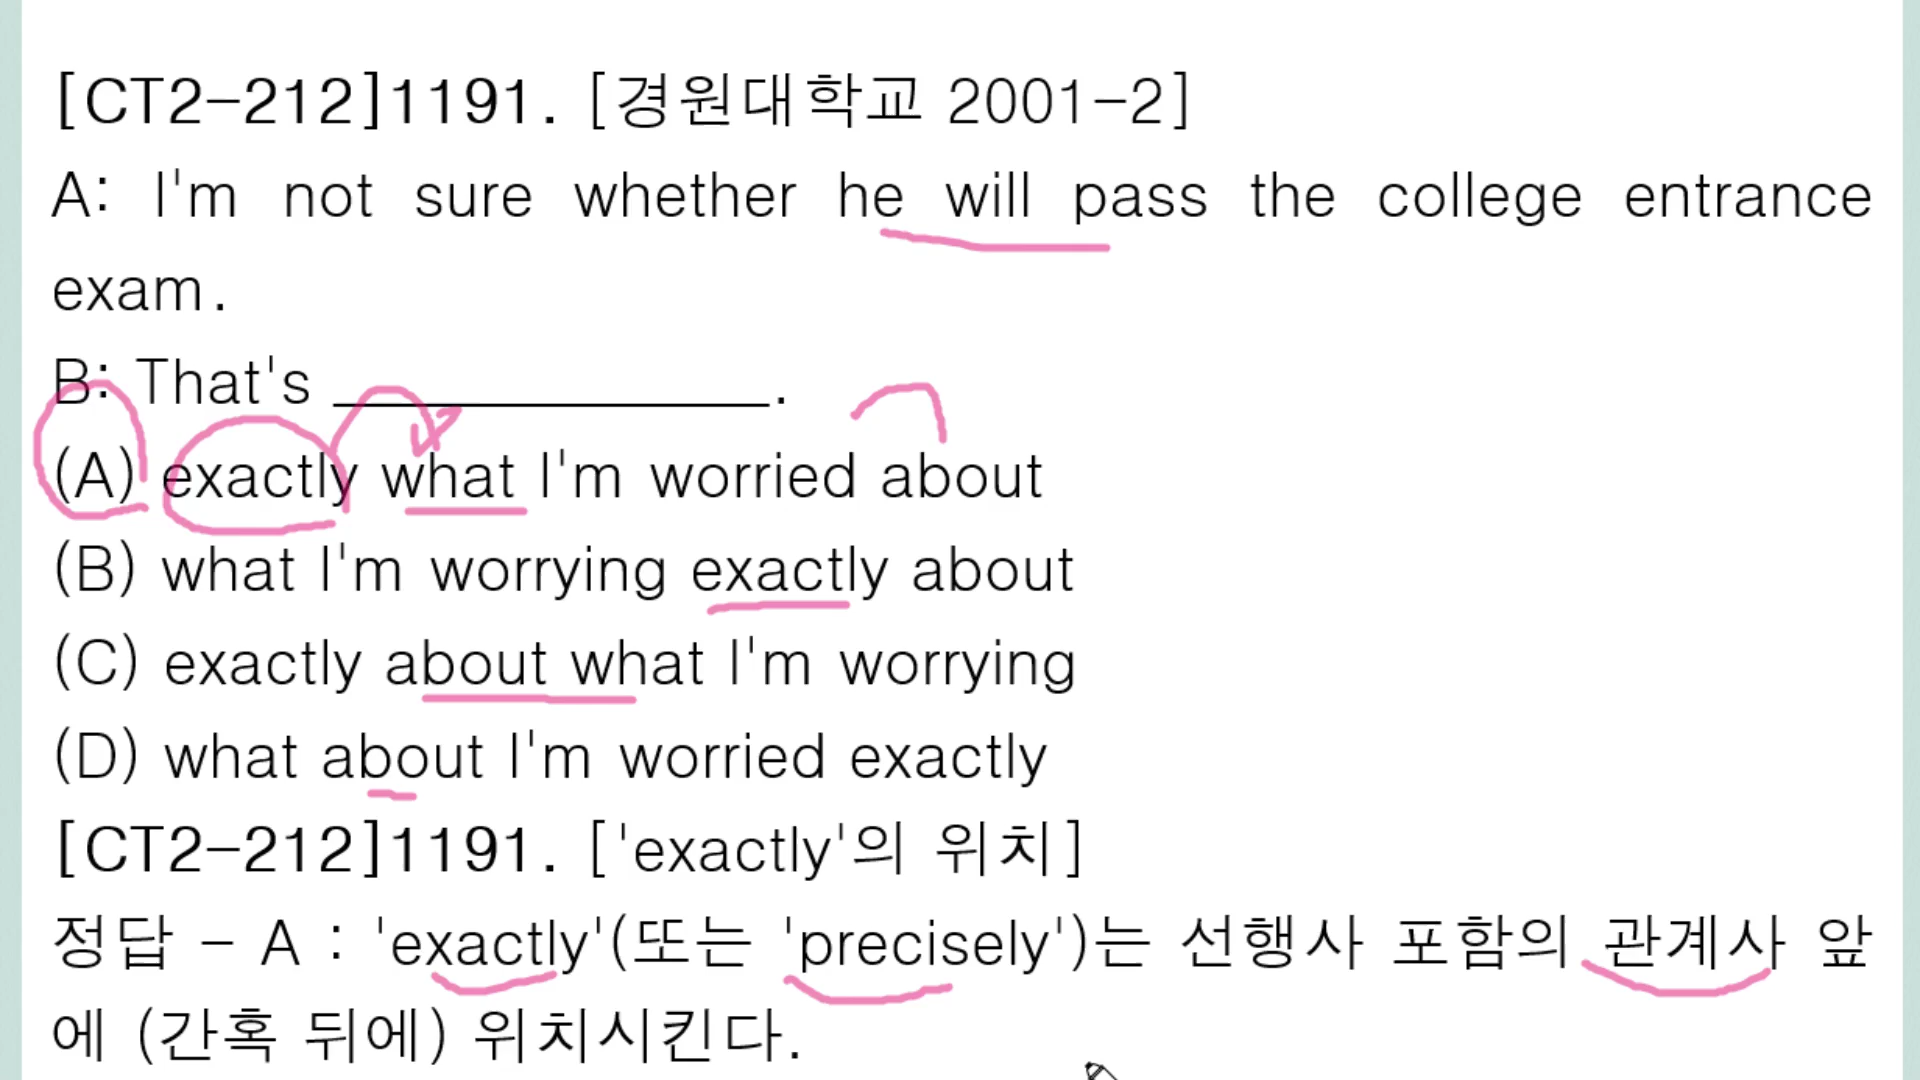 [CT2-212]1191. [경원대학교 2001-2]
A: I'm not sure whether he will pass the college entrance
exam.
B: That's ______________.
(A) exactly what I'm worried about
(B) what I'm worrying exactly about
(C) exactly about what I'm worrying
(D) what about I'm worried exactly
[CT2-212]1191. ['exactly'의 위치]
정답 - A : 'exactly'(또는 'precisely')는 선행사 포함의 관계사 앞
에 (간혹 뒤에) 위치시킨다.